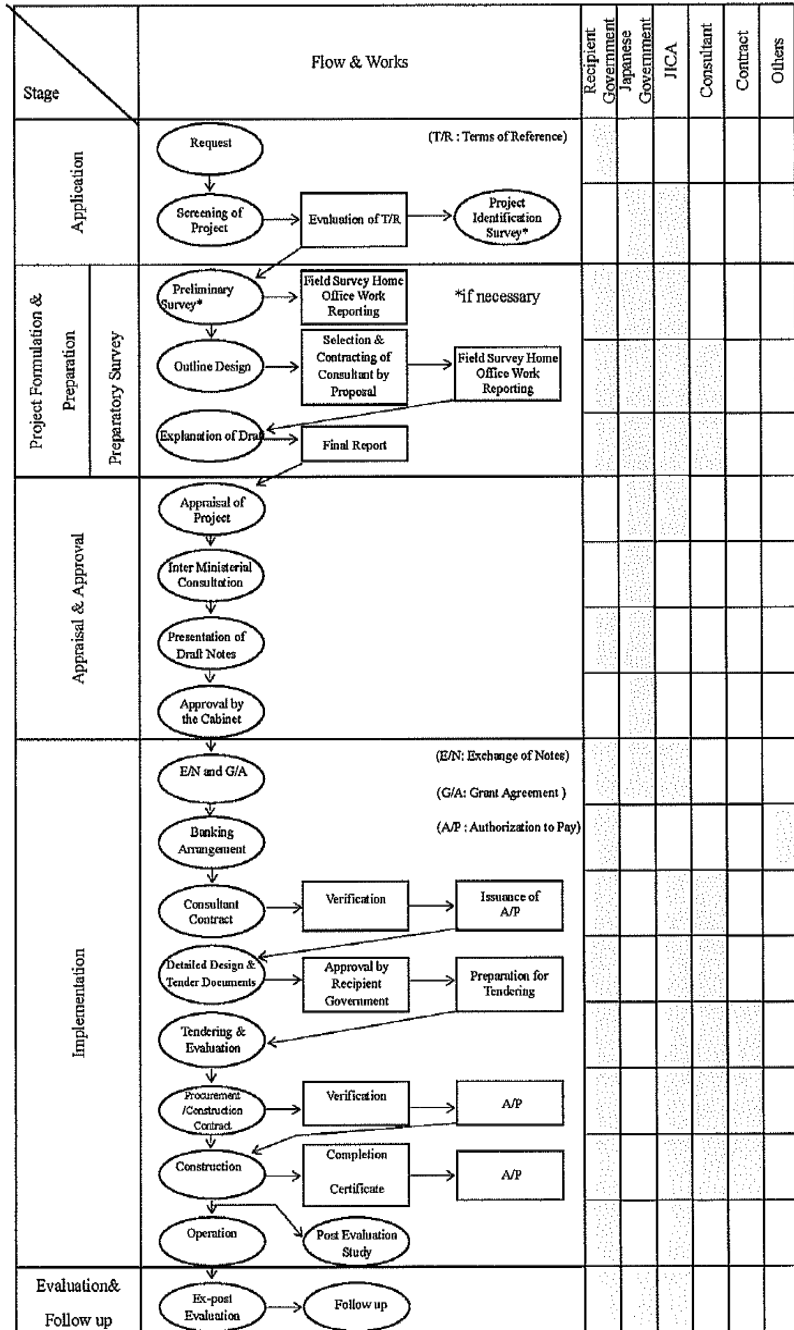 Stage
Flow & Works
Recipient
Government
Japanese
Government
JICA
Consultant
Contract
Others
Application
Request
(T/R : Terms of Reference)
Screening of
Project
Evaluation of T/R
Project
Identification
Survey*
Project Formulation &
Preparation
Preparatory Survey
Preliminary
Survey*
Field Survey Home
Office Work
Reporting
*if necessary
Outline Design
Selection &
Contracting of
Consultant by
Proposal
Field Survey Home
Office Work
Reporting
Explanation of Draft
Final Report
Appraisal & Approval
Appraisal of
Project
Inter Ministerial
Consultation
Presentation of
Draft Notes
Approval by
the Cabinet
Implementation
E/N and G/A
(E/N: Exchange of Notes)
(G/A: Grant Agreement )
(A/P : Authorization to Pay)
Banking
Arrangement
Consultant
Contract
Verification
Issuance of
A/P
Detailed Design &
Tender Documents
Approval by
Recipient
Government
Preparation for
Tendering
Tendering &
Evaluation
Procurement
/Construction
Contract
Verification
A/P
Construction
Completion
Certificate
A/P
Operation
Post Evaluation
Study
Evaluation&
Follow up
Ex-post
Evaluation
Follow up